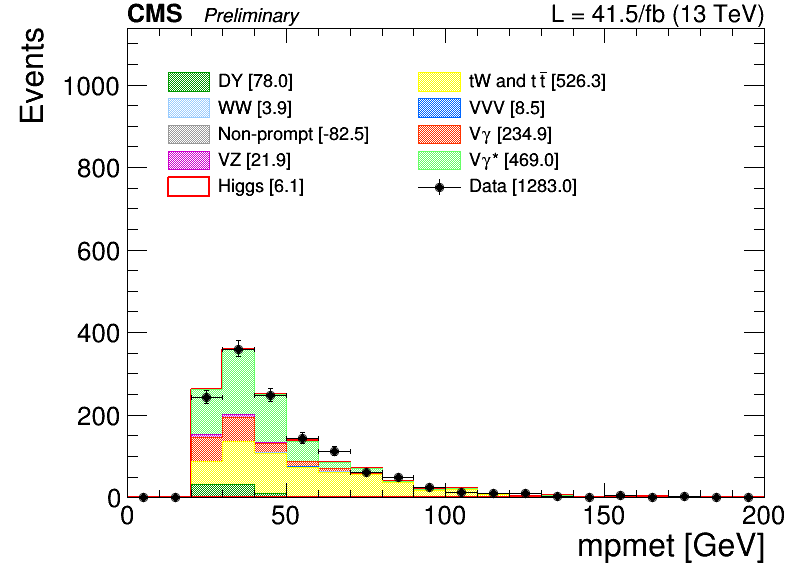 CMS Preliminary L = 41.5/fb (13 TeV)
Events
1000
800
600
400
200
0
DY [78.0]
WW [3.9]
Non-prompt [-82.5]
VZ [21.9]
Higgs [6.1]
tW and tt̄ [526.3]
VVV [8.5]
Vγ [234.9]
Vγ* [469.0]
Data [1283.0]
0 50 100 150 200
mpmet [GeV]